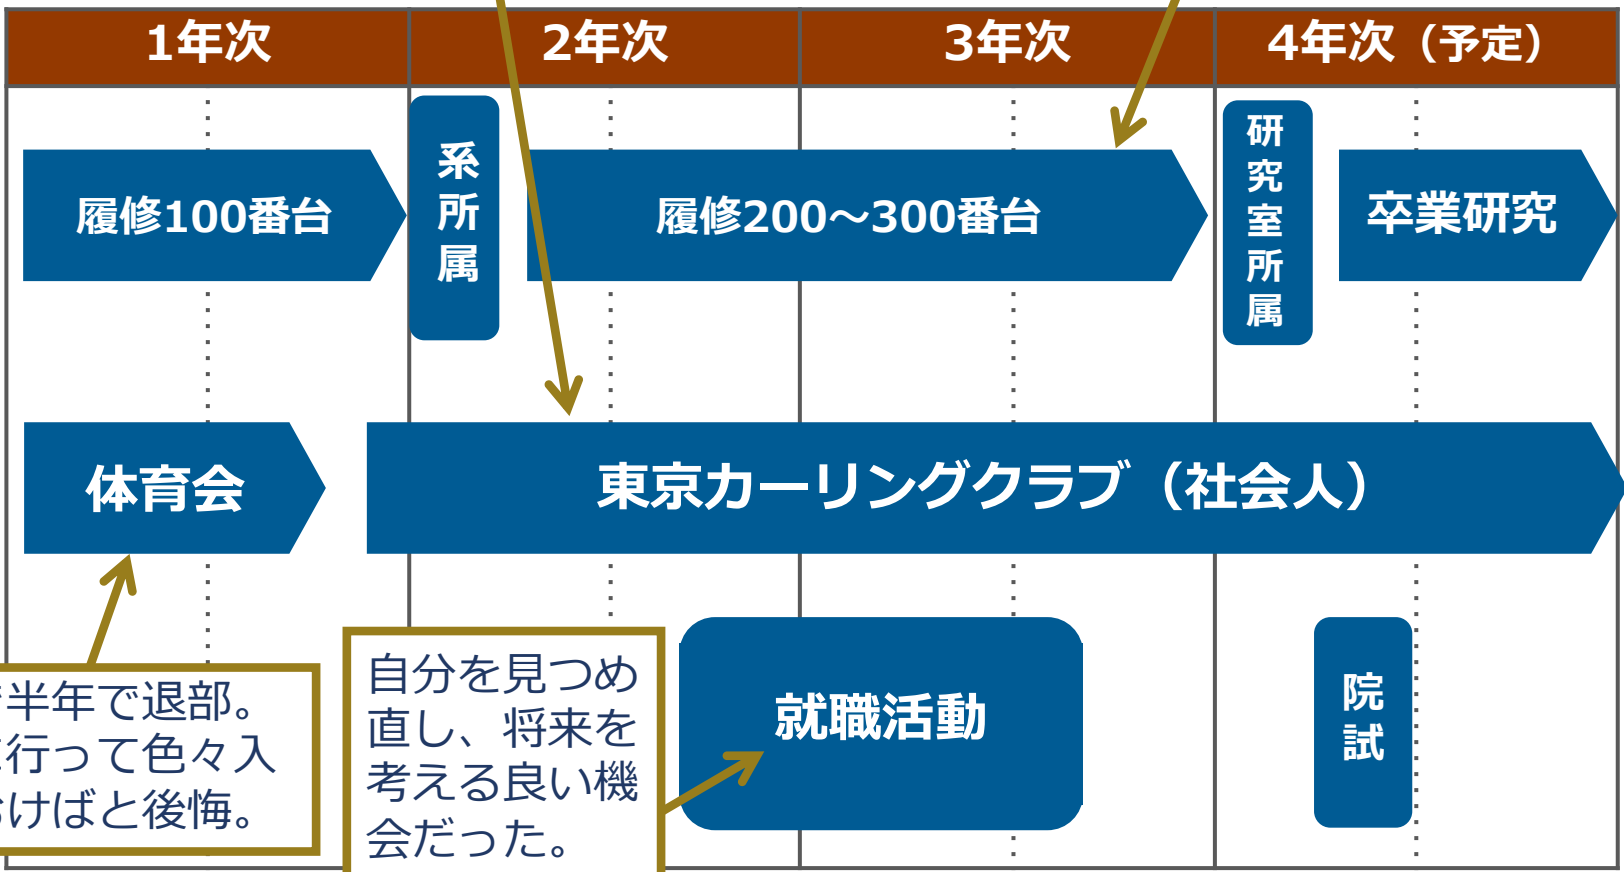 1年次
2年次
3年次
4年次（予定）
履修100番台
系所属
履修200～300番台
研究室所属
卒業研究
体育会
東京カーリングクラブ（社会人）
半年で退部。
行って色々入
けばと後悔。
自分を見つめ
直し、将来を
考える良い機
会だった。
就職活動
院試